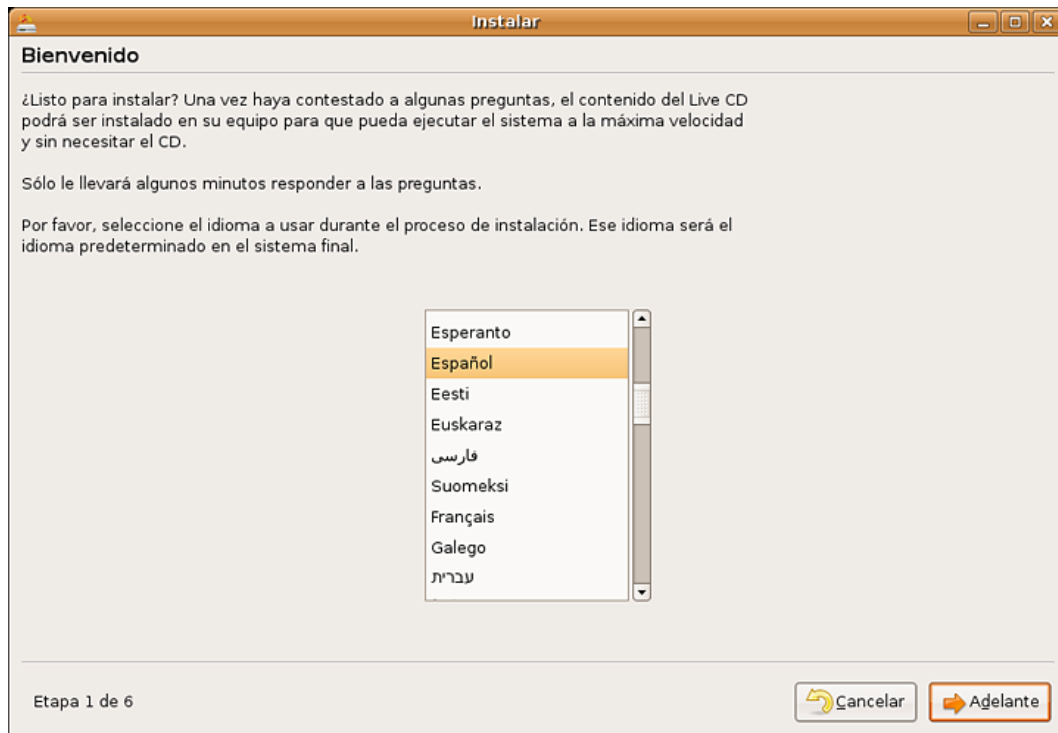 Instalar
Bienvenido
¿Listo para instalar? Una vez haya contestado a algunas preguntas, el contenido del Live CD
podrá ser instalado en su equipo para que pueda ejecutar el sistema a la máxima velocidad
y sin necesitar el CD.
Sólo le llevará algunos minutos responder a las preguntas.
Por favor, seleccione el idioma a usar durante el proceso de instalación. Ese idioma será el
idioma predeterminado en el sistema final.
Esperanto
Español
Eesti
Euskaraz
فارسی
Suomeksi
Français
Galego
עברית
Etapa 1 de 6
Cancelar
Adelante